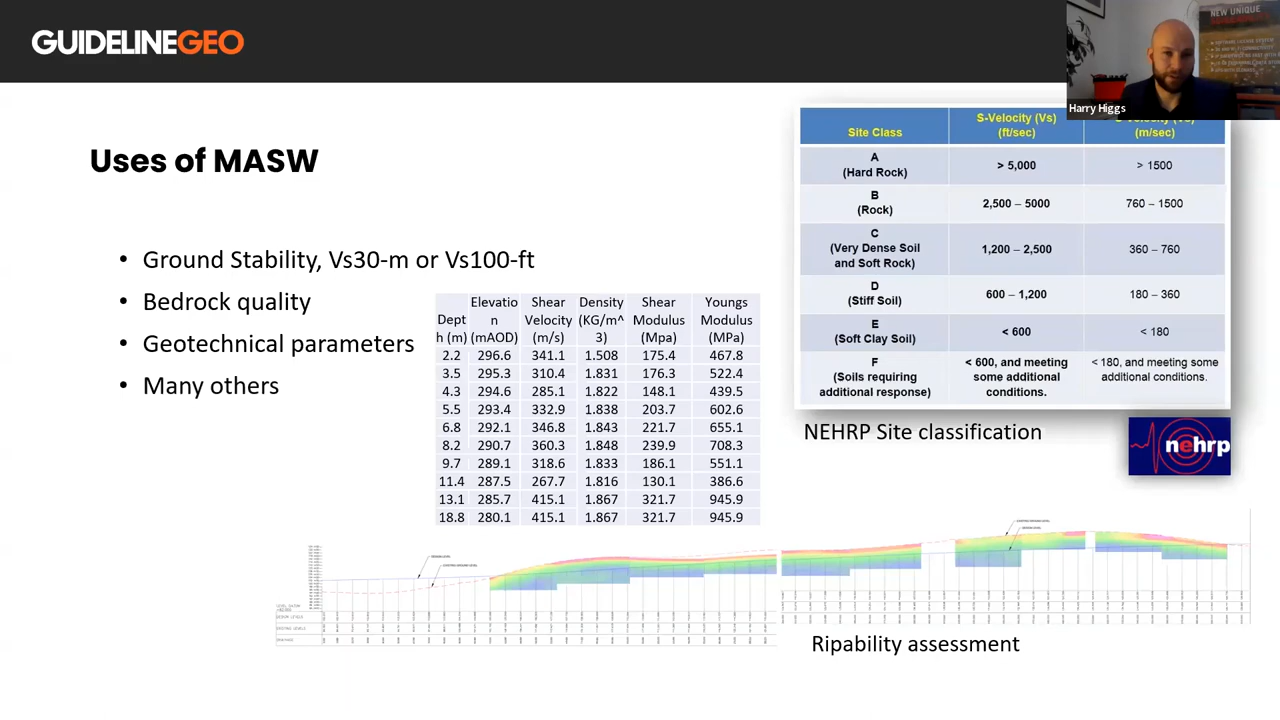 GUIDELINEGEO
NEW UNIQUE
Harry Higgs
Uses of MASW
• Ground Stability, Vs30-m or Vs100-ft
• Bedrock quality
• Geotechnical parameters
• Many others
Site Class S-Velocity (Vs) (ft/sec) (m/sec)
A (Hard Rock) > 5,000 > 1500
B (Rock) 2,500 – 5000 760 – 1500
C (Very Dense Soil and Soft Rock) 1,200 – 2,500 360 – 760
D (Stiff Soil) 600 – 1,200 180 – 360
E (Soft Clay Soil) < 600 < 180
F (Soils requiring additional response) < 600, and meeting some additional conditions. < 180, and meeting some additional conditions.
NEHRP Site classification
nehrp
Depth (m) Elevation (mAOD) Shear Velocity (m/s) Density (KG/m^3) Shear Modulus (Mpa) Youngs Modulus (MPa)
2.2 296.6 341.1 1.508 175.4 467.8
3.5 295.3 310.4 1.831 176.3 522.4
4.3 294.6 285.1 1.822 148.1 439.5
5.5 293.4 332.9 1.838 203.7 602.6
6.8 292.1 346.8 1.843 221.7 655.1
8.2 290.7 360.3 1.848 239.9 708.3
9.7 289.1 318.6 1.833 186.1 551.1
11.4 287.5 267.7 1.816 130.1 386.6
13.1 285.7 415.1 1.867 321.7 945.9
18.8 280.1 415.1 1.867 321.7 945.9
Ripability assessment